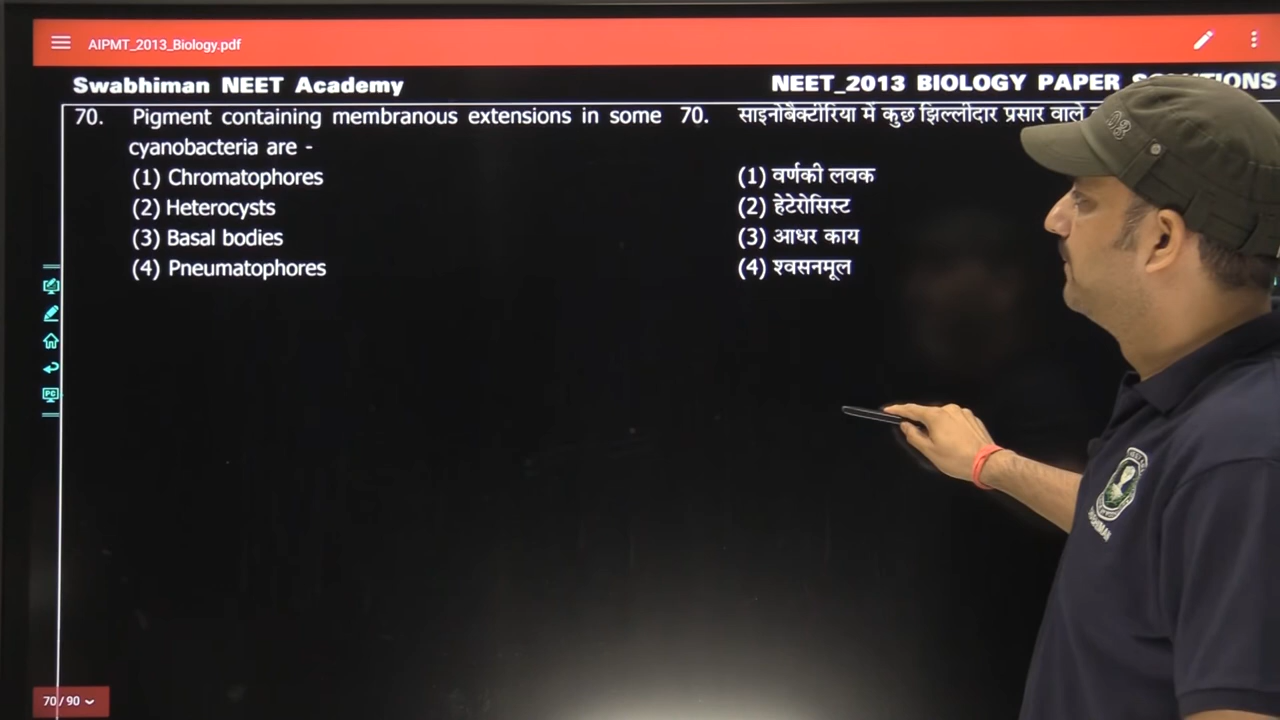 AIPMT_2013_Biology.pdf
Swabhiman NEET Academy
NEET_2013 BIOLOGY PAPER
70. Pigment containing membranous extensions in some
cyanobacteria are -
(1) Chromatophores
(2) Heterocysts
(3) Basal bodies
(4) Pneumatophores
70. साइनोबैक्टीरिया में कुछ झिल्लीदार प्रसार वाले
(1) वर्णकी लवक
(2) हेटेरोसिस्ट
(3) आधर काय
(4) श्वसनमूल
PC
70 / 90